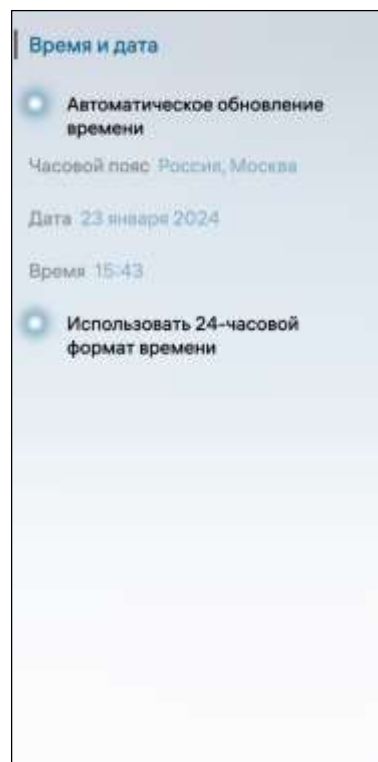 Время и дата
Автоматическое обновление
времени
Часовой пояс Россия, Москва
Дата 23 января 2024
Время 15:43
Использовать 24-часовой
формат времени